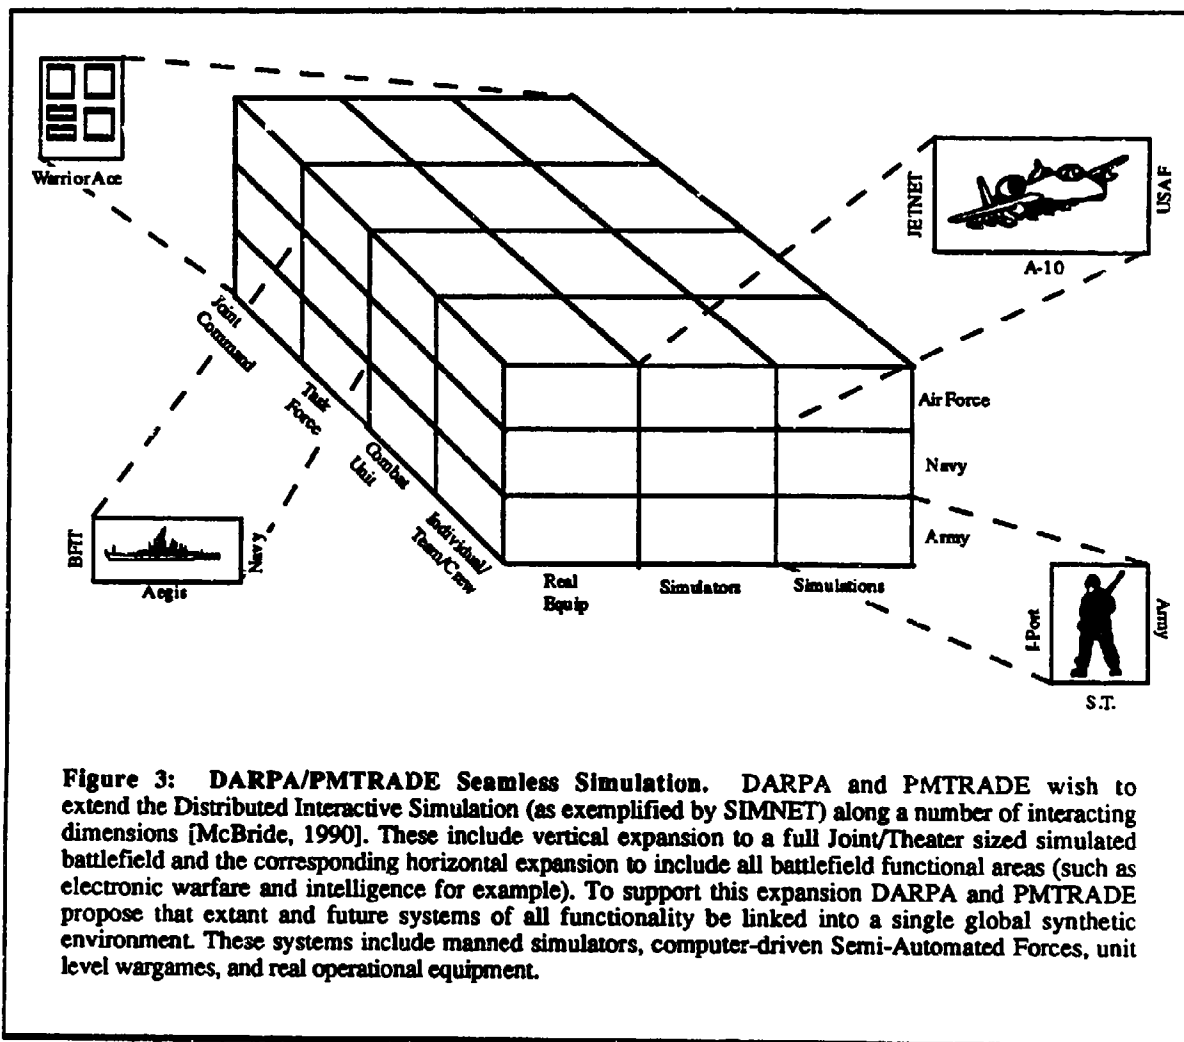 Warrior Ace
JETNET
USAF
A-10
Joint
Command
Task
Force
Combat
Unit
Individual/
Team/Crew
Air Force
Navy
Army
Real
Equip
Simulators
Simulations
BFIT
Navy
Aegis
I-Port
Army
S.T.
Figure 3: DARPA/PMTRADE Seamless Simulation. DARPA and PMTRADE wish to
extend the Distributed Interactive Simulation (as exemplified by SIMNET) along a number of interacting
dimensions [McBride, 1990]. These include vertical expansion to a full Joint/Theater sized simulated
battlefield and the corresponding horizontal expansion to include all battlefield functional areas (such as
electronic warfare and intelligence for example). To support this expansion DARPA and PMTRADE
propose that extant and future systems of all functionality be linked into a single global synthetic
environment. These systems include manned simulators, computer-driven Semi-Automated Forces, unit
level wargames, and real operational equipment.